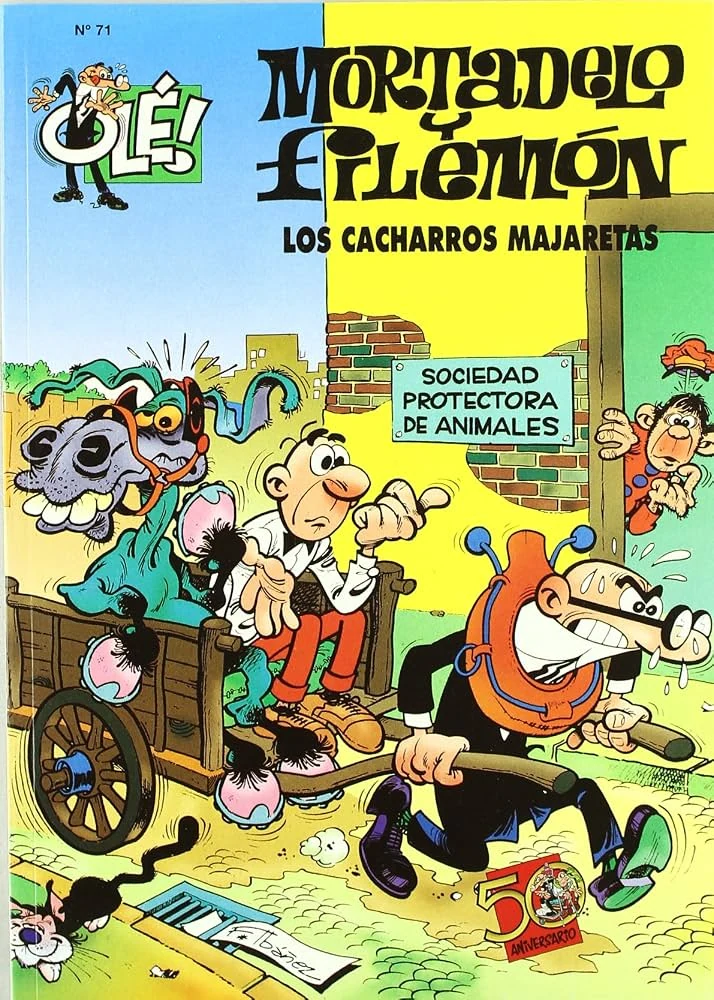 Nº 71
OLÉ!
MORTADELO
Y
FILEMÓN
LOS CACHARROS MAJARETAS
SOCIEDAD
PROTECTORA
DE ANIMALES
50
ANIVERSARIO
F. Ibáñez